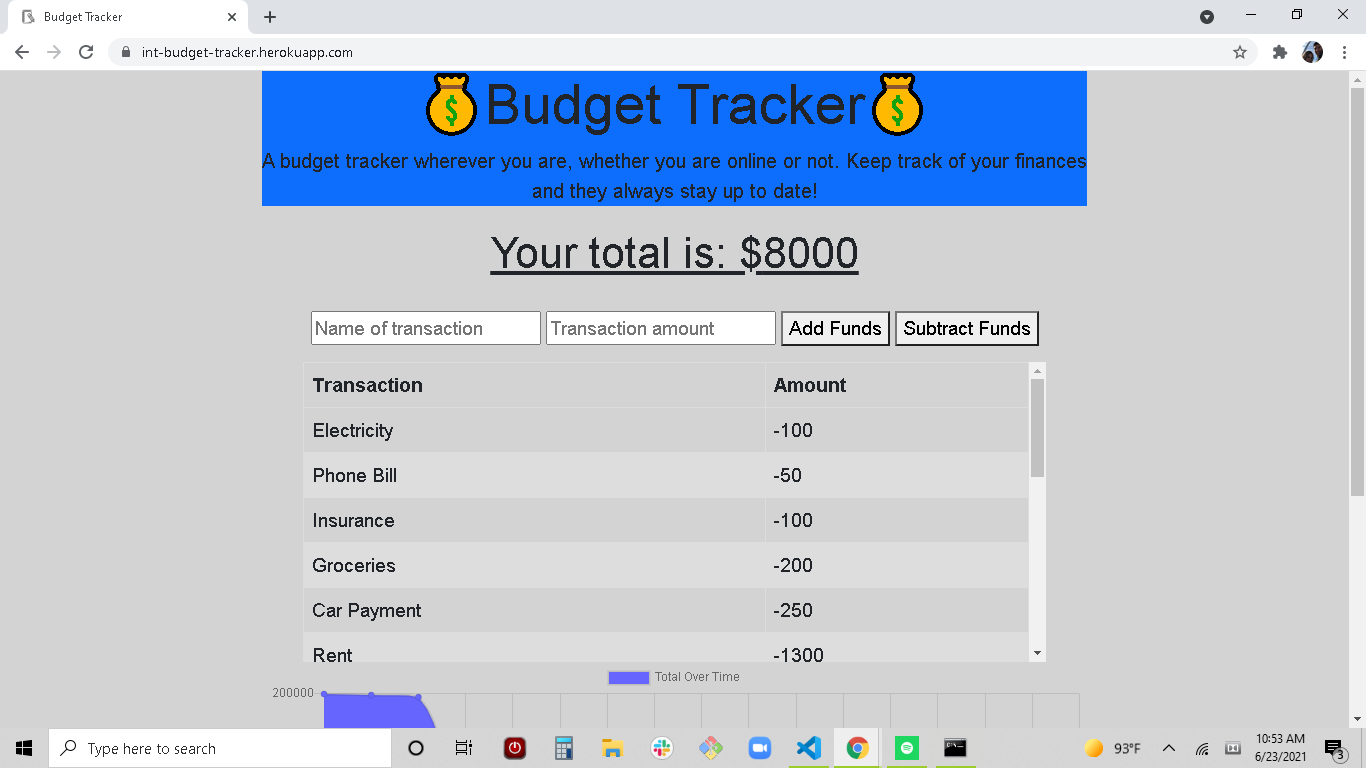 Budget Tracker
int-budget-tracker.herokuapp.com
$Budget Tracker$
A budget tracker wherever you are, whether you are online or not. Keep track of your finances
and they always stay up to date!
Your total is: $8000
Name of transaction Transaction amount Add Funds Subtract Funds
Transaction Amount
Electricity -100
Phone Bill -50
Insurance -100
Groceries -200
Car Payment -250
Rent -1300
Total Over Time
200000
Type here to search
93°F
10:53 AM
6/23/2021
3